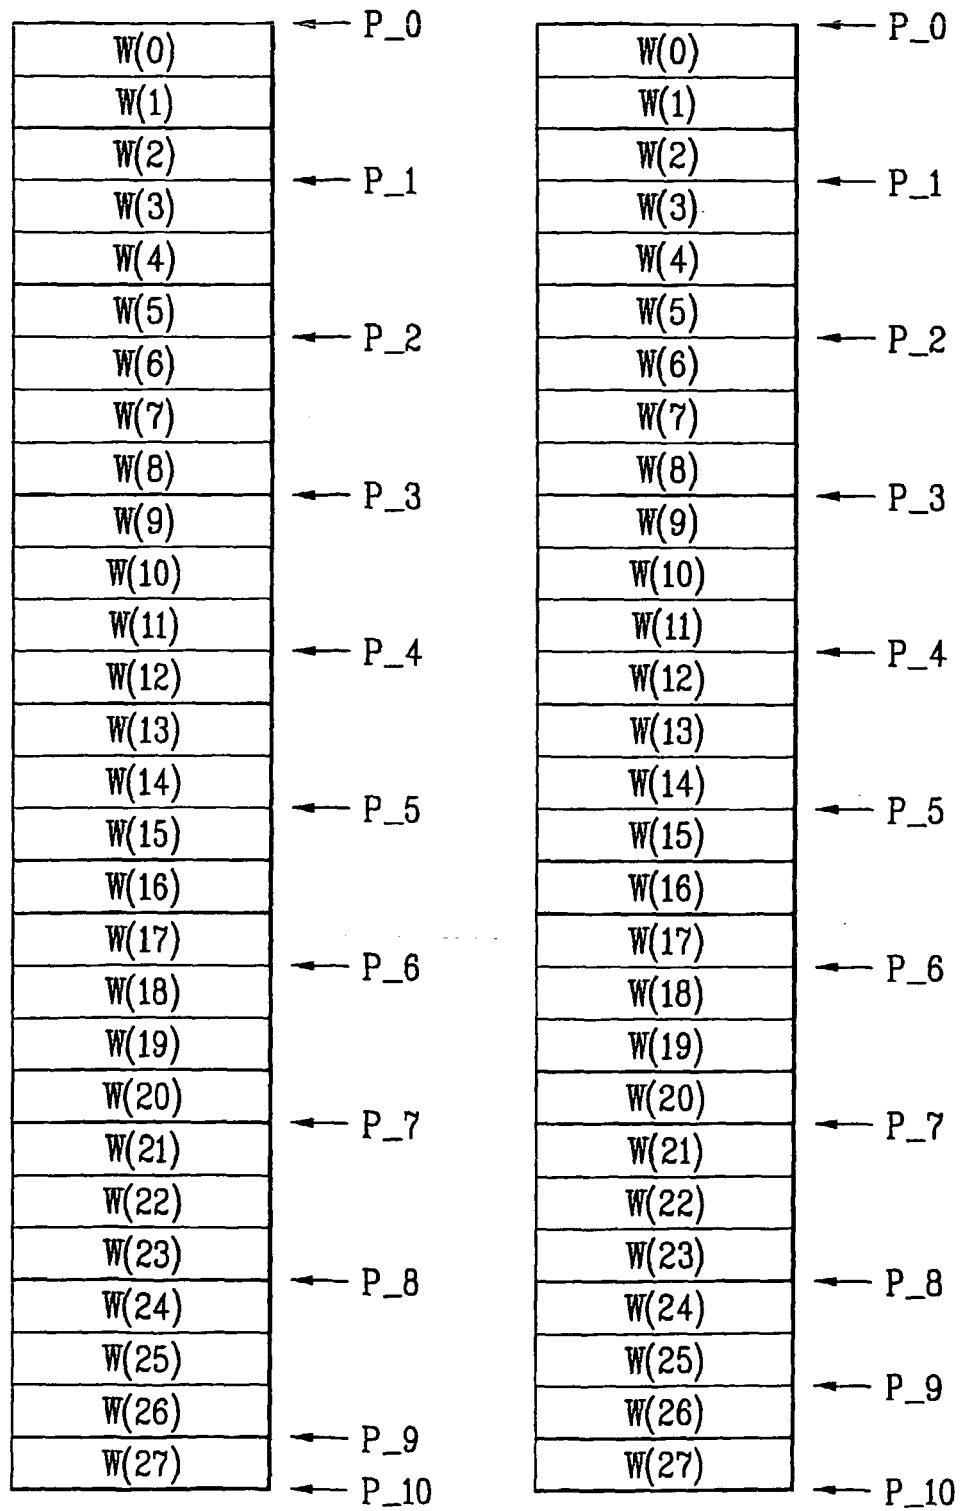 P_0
W(0)
W(1)
W(2)
P_1
W(3)
W(4)
W(5)
P_2
W(6)
W(7)
W(8)
P_3
W(9)
W(10)
W(11)
P_4
W(12)
W(13)
W(14)
P_5
W(15)
W(16)
W(17)
P_6
W(18)
W(19)
W(20)
P_7
W(21)
W(22)
W(23)
P_8
W(24)
W(25)
W(26)
P_9
W(27)
P_10
P_0
W(0)
W(1)
W(2)
P_1
W(3)
W(4)
W(5)
P_2
W(6)
W(7)
W(8)
P_3
W(9)
W(10)
W(11)
P_4
W(12)
W(13)
W(14)
P_5
W(15)
W(16)
W(17)
P_6
W(18)
W(19)
W(20)
P_7
W(21)
W(22)
W(23)
P_8
W(24)
W(25)
P_9
W(26)
W(27)
P_10